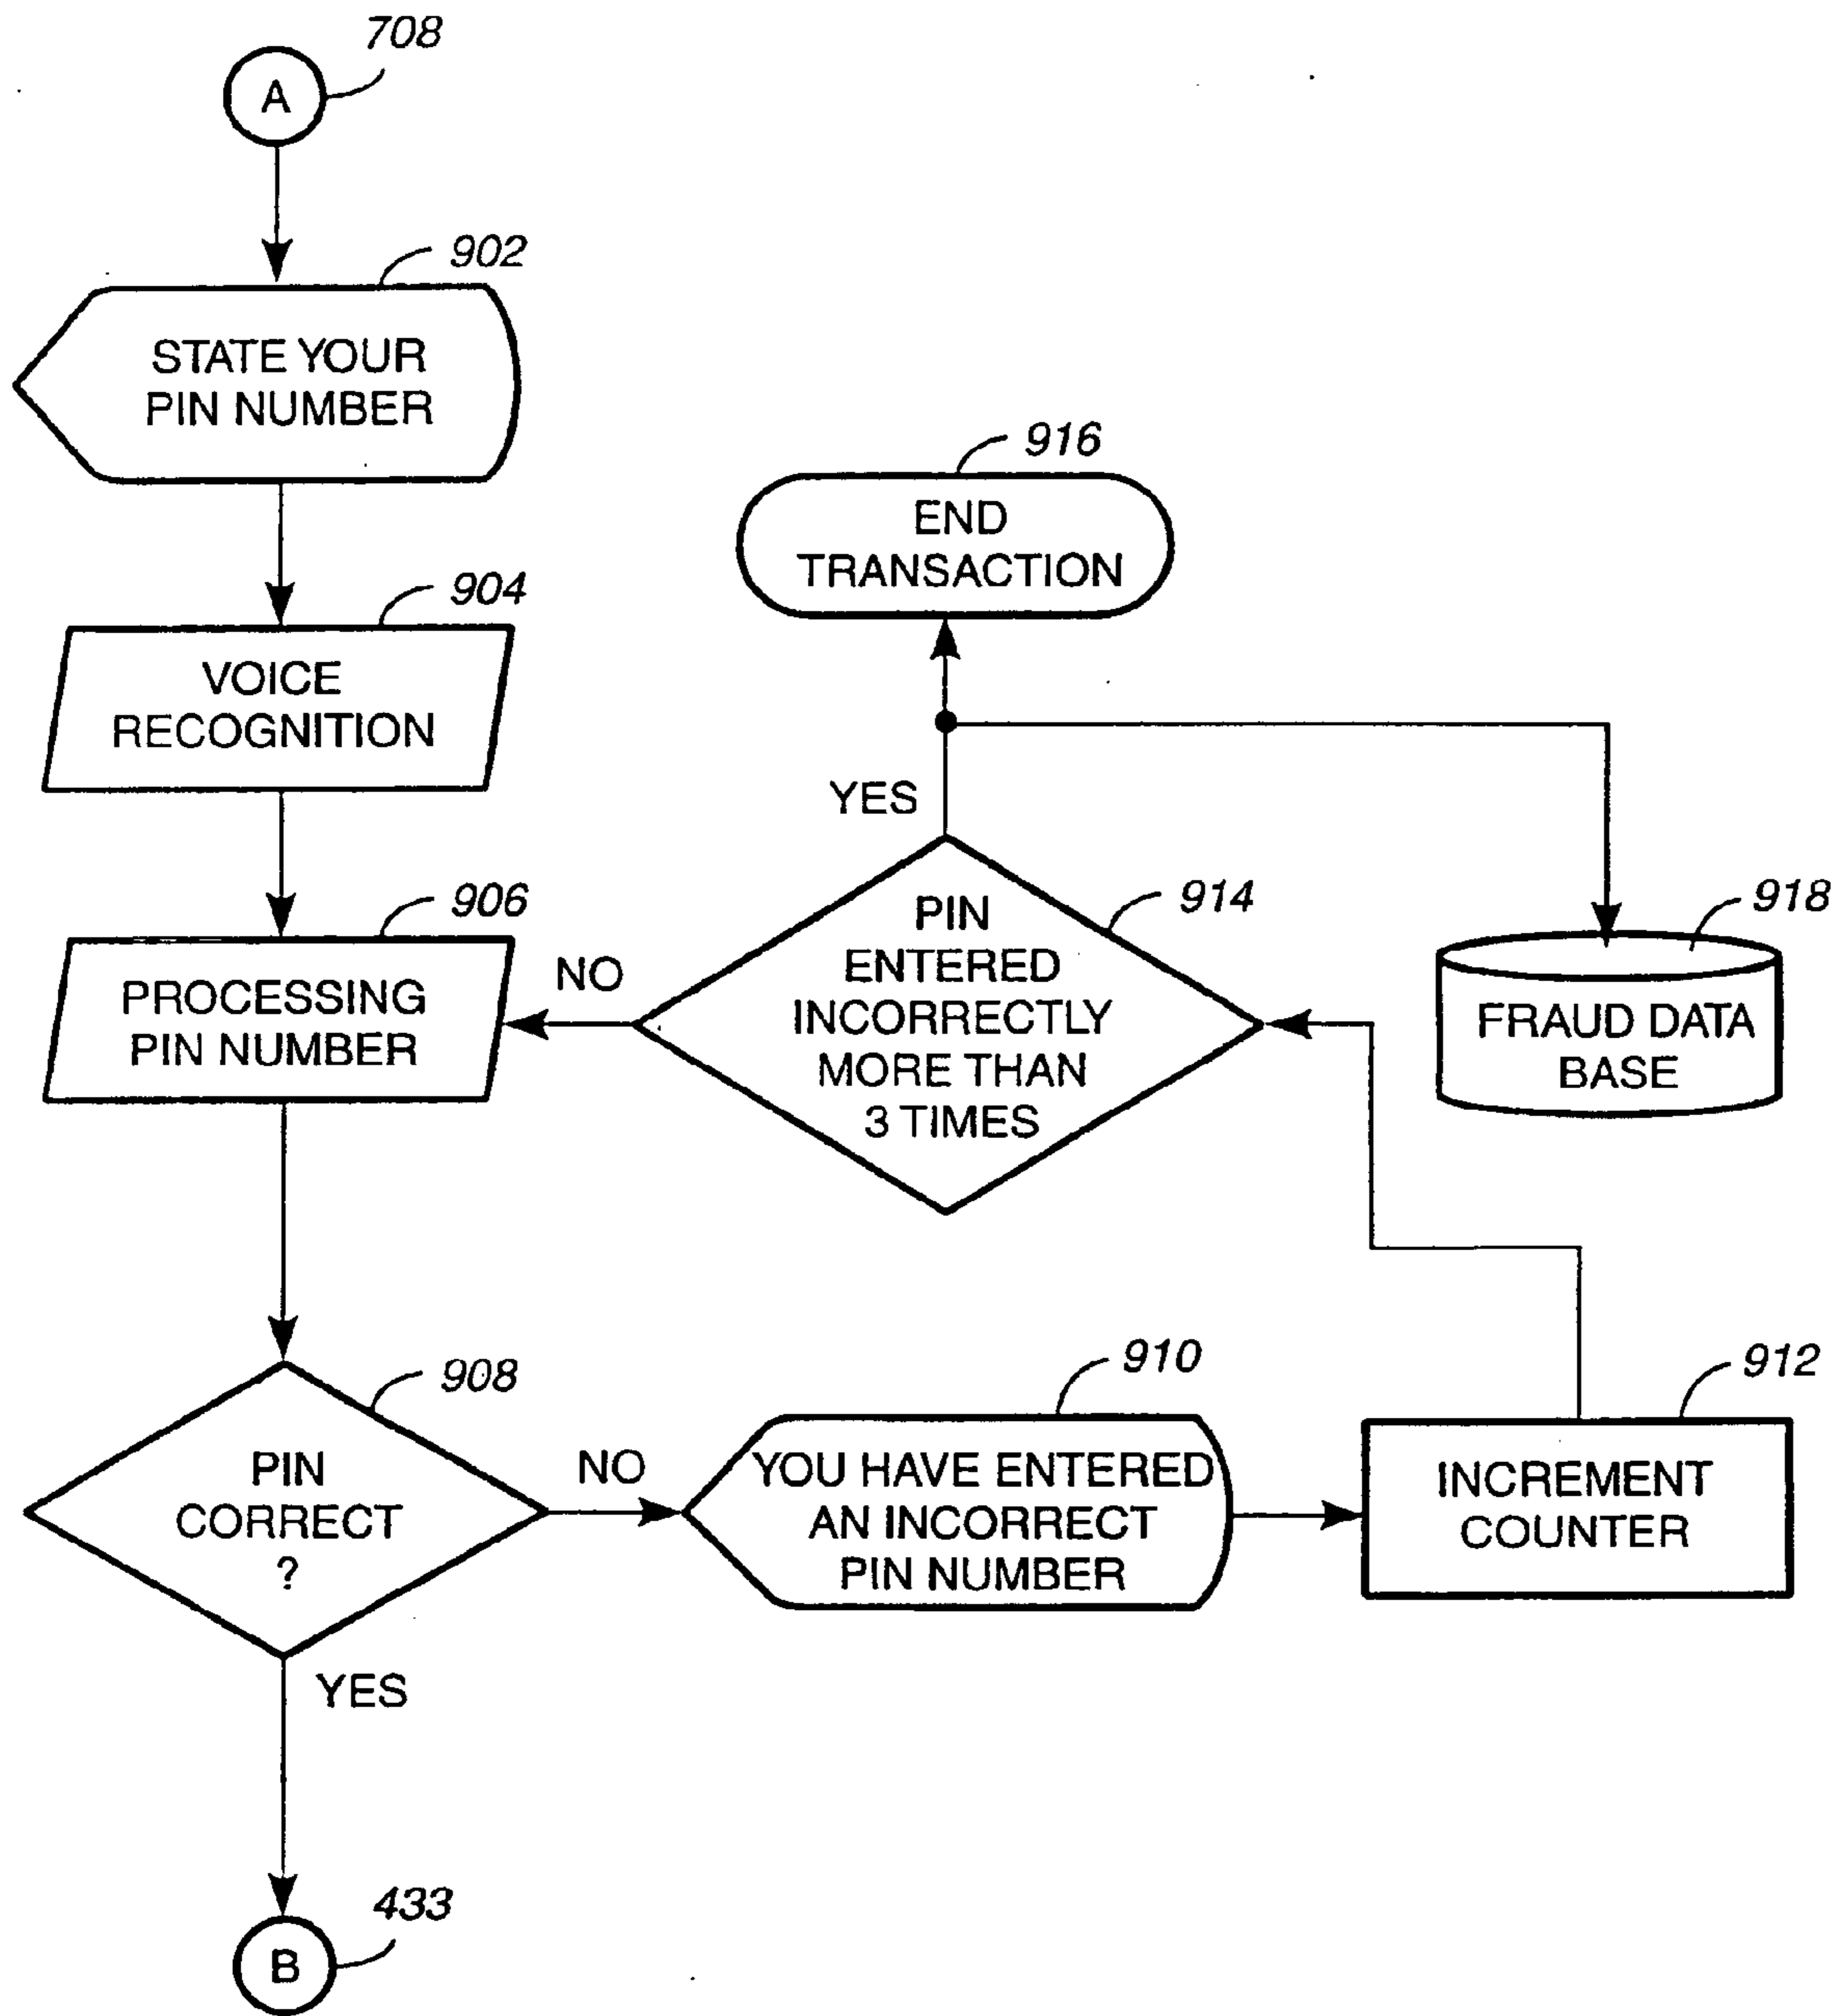 708
A
902
STATE YOUR
PIN NUMBER
904
VOICE
RECOGNITION
906
PROCESSING
PIN NUMBER
908
PIN
CORRECT
?
YES
433
B
NO
910
YOU HAVE ENTERED
AN INCORRECT
PIN NUMBER
912
INCREMENT
COUNTER
914
PIN
ENTERED
INCORRECTLY
MORE THAN
3 TIMES
NO
YES
916
END
TRANSACTION
918
FRAUD DATA
BASE